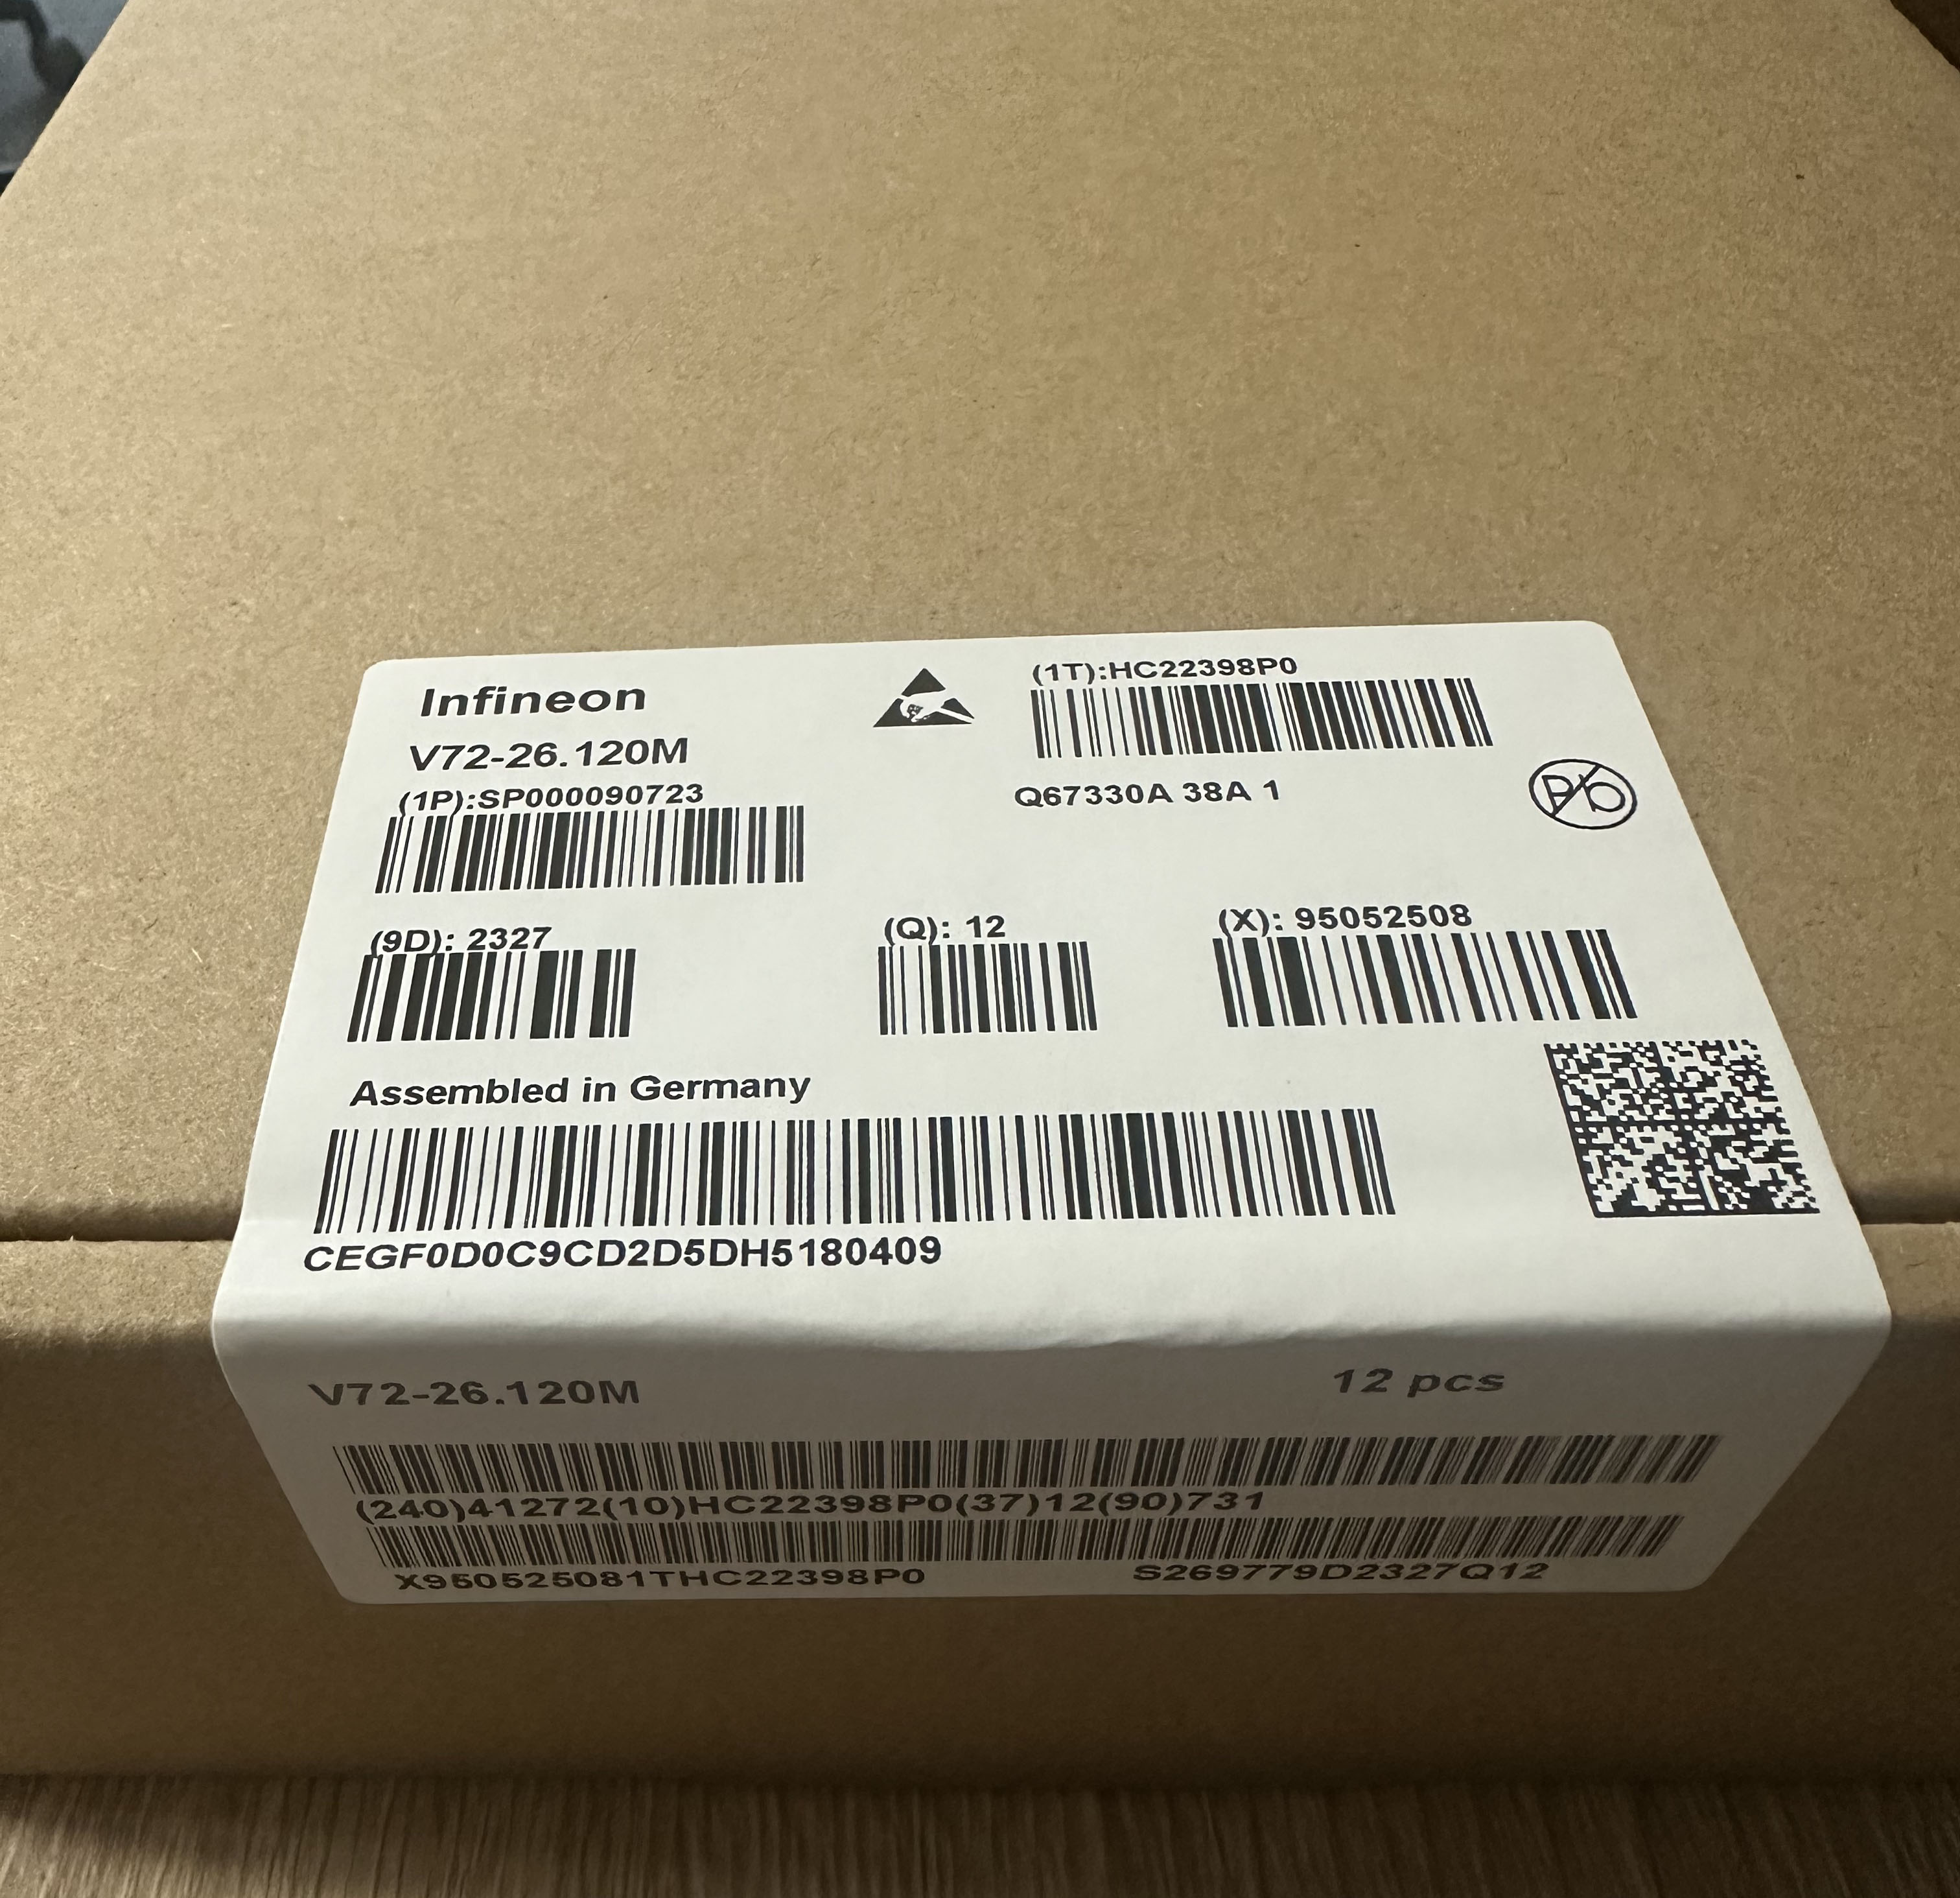 Infineon
V72-26.120M
(1P):SP000090723
(1T):HC22398P0
Q67330A 38A 1
Pb
(9D): 2327
(Q): 12
(X): 95052508
Assembled in Germany
CEGF0D0C9CD2D5DH5180409
V72-26.120M
12 pcs
(240)41272(10)HC22398P0(37)12(90)731
X950525081THC22398P0
S269779D2327Q12